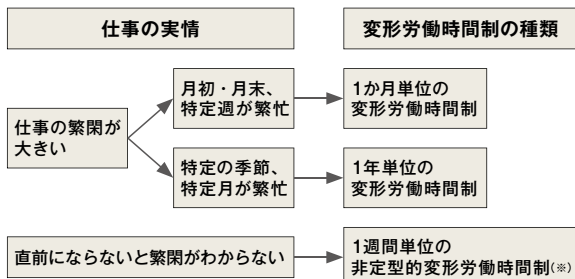 仕事の実情
変形労働時間制の種類
月初・月末、
特定週が繁忙
1か月単位の
変形労働時間制
仕事の繁閑が
大きい
特定の季節、
特定月が繁忙
1年単位の
変形労働時間制
直前にならないと繁閑がわからない
1週間単位の
非定型的変形労働時間制(※)